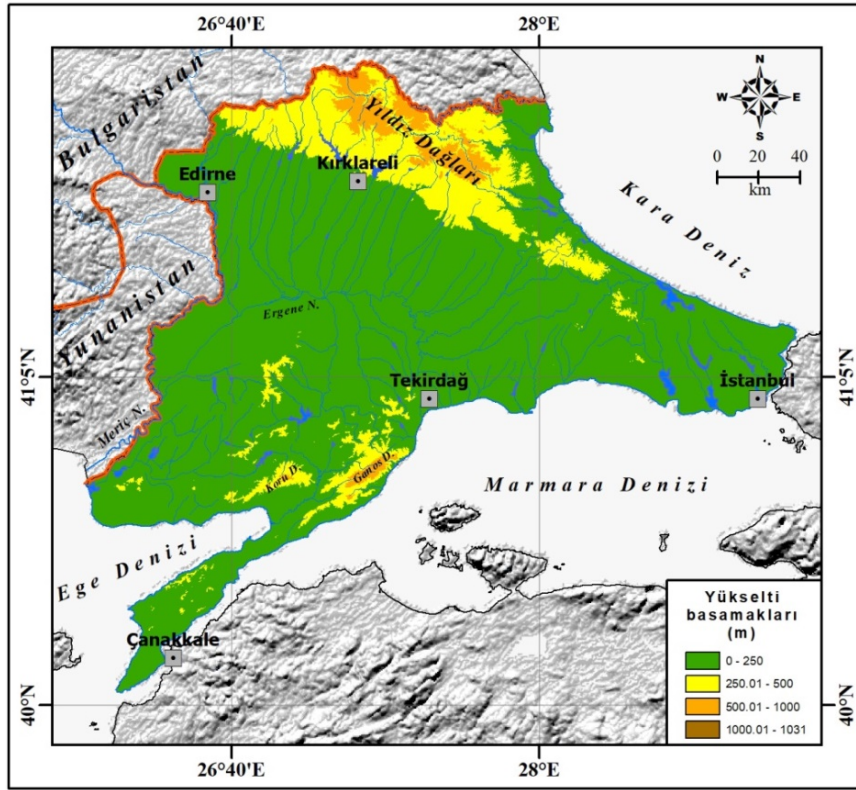 26°40'E
28°E
Bulgaristan
N
W
E
S
0
20
40
km
Yıldız Dağları
Edirne
Kırklareli
Kara Deniz
Yunanistan
Ergene N.
41°5'N
41°5'N
Tekirdağ
İstanbul
Meriç N.
Koru D.
Ganos D.
Marmara Denizi
Ege Denizi
Çanakkale
Yükselti
basamakları
(m)
0 - 250
250.01 - 500
500.01 - 1000
1000.01 - 1031
40°N
40°N
26°40'E
28°E